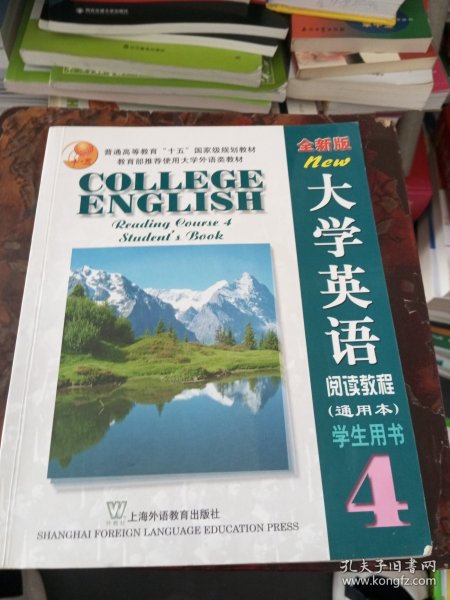 普通高等教育“十五”国家级规划教材
教育部推荐使用大学外语类教材
COLLEGE
ENGLISH
Reading Course 4
Student's Book
全新版
New
大学英语
阅读教程
(通用本)
学生用书
4
W
外教社
上海外语教育出版社
SHANGHAI FOREIGN LANGUAGE EDUCATION PRESS
孔夫子旧书网
www.kongfz.com